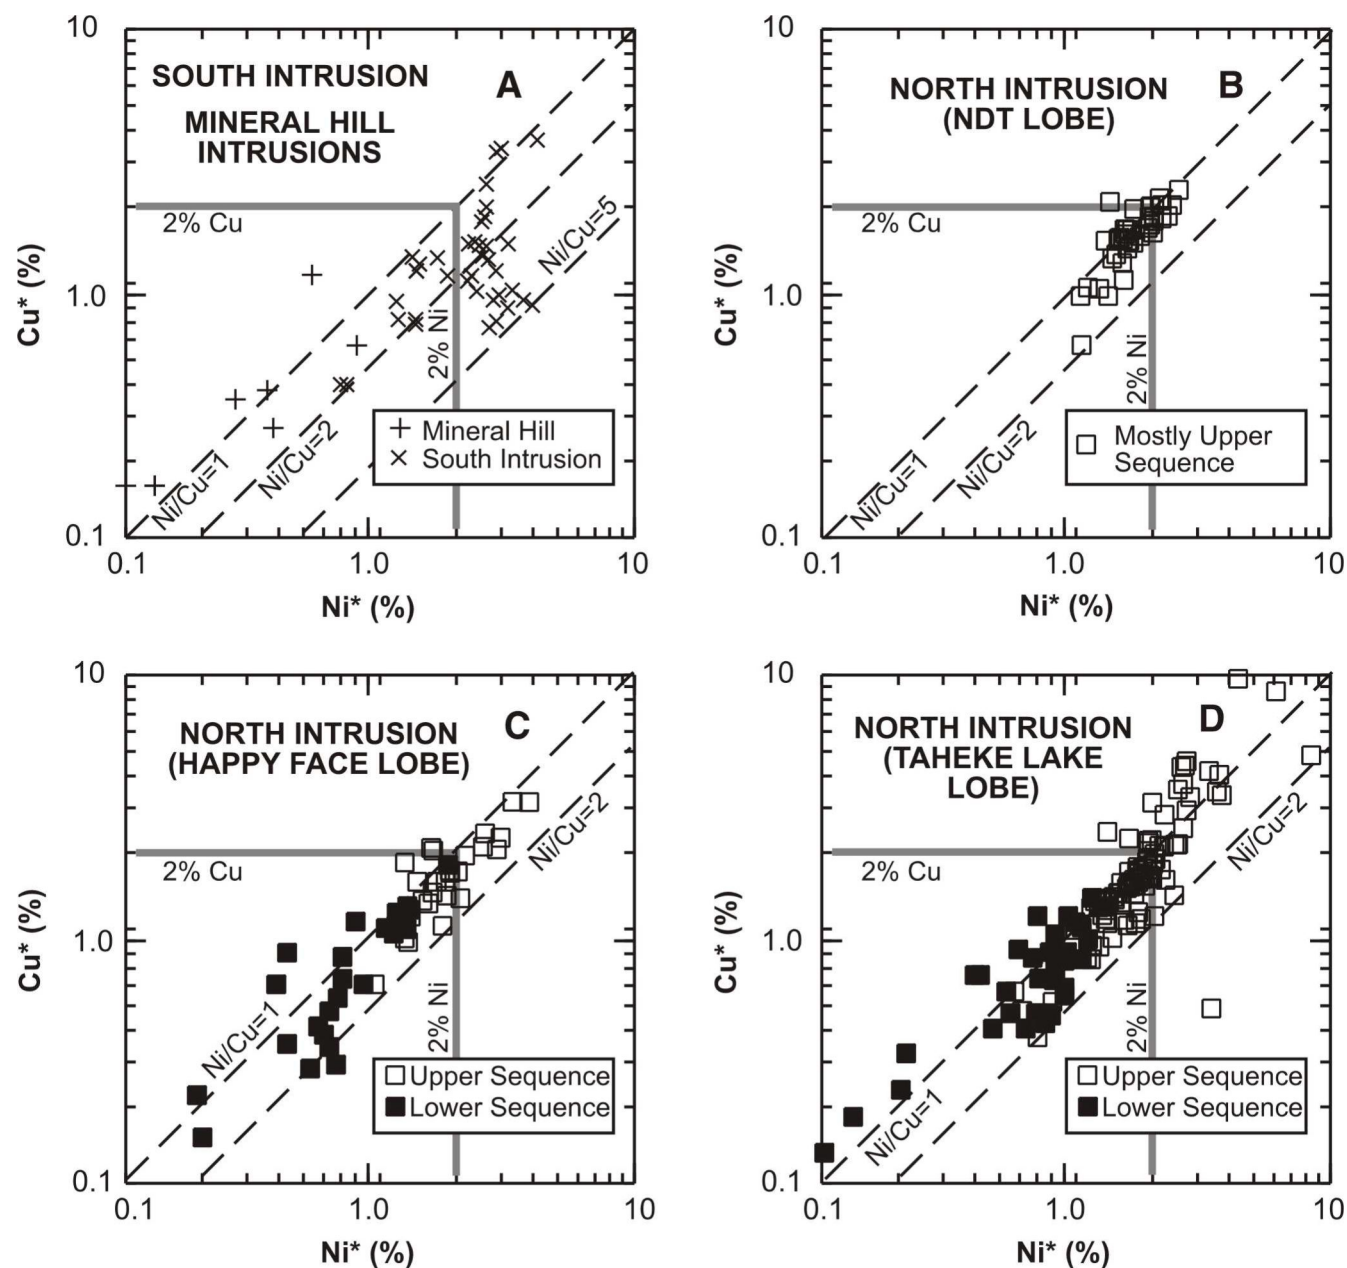 10
SOUTH INTRUSION
A
MINERAL HILL
INTRUSIONS
2% Cu
Ni/Cu=5
Cu* (%)
1.0
2% Ni
Ni/Cu=1
Ni/Cu=2
+ Mineral Hill
× South Intrusion
0.1
0.1
1.0
10
Ni* (%)
10
NORTH INTRUSION
(NDT LOBE)
B
2% Cu
Cu* (%)
1.0
2% Ni
Ni/Cu=1
Ni/Cu=2
Mostly Upper
Sequence
0.1
0.1
1.0
10
Ni* (%)
10
NORTH INTRUSION
(HAPPY FACE LOBE)
C
2% Cu
Ni/Cu=2
Cu* (%)
1.0
2% Ni
Ni/Cu=1
Upper Sequence
Lower Sequence
0.1
0.1
1.0
10
Ni* (%)
10
NORTH INTRUSION
(TAHEKE LAKE
LOBE)
D
2% Cu
Ni/Cu=2
Cu* (%)
1.0
2% Ni
Ni/Cu=1
Upper Sequence
Lower Sequence
0.1
0.1
1.0
10
Ni* (%)